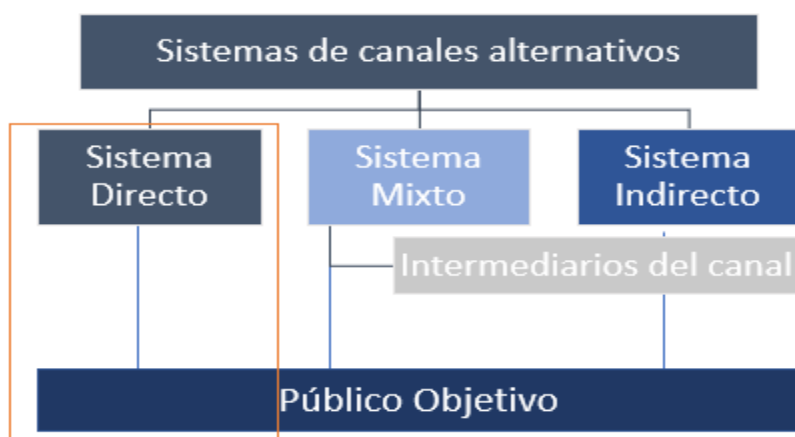 Sistemas de canales alternativos
Sistema
Directo
Sistema
Mixto
Sistema
Indirecto
Intermediarios del canal
Público Objetivo